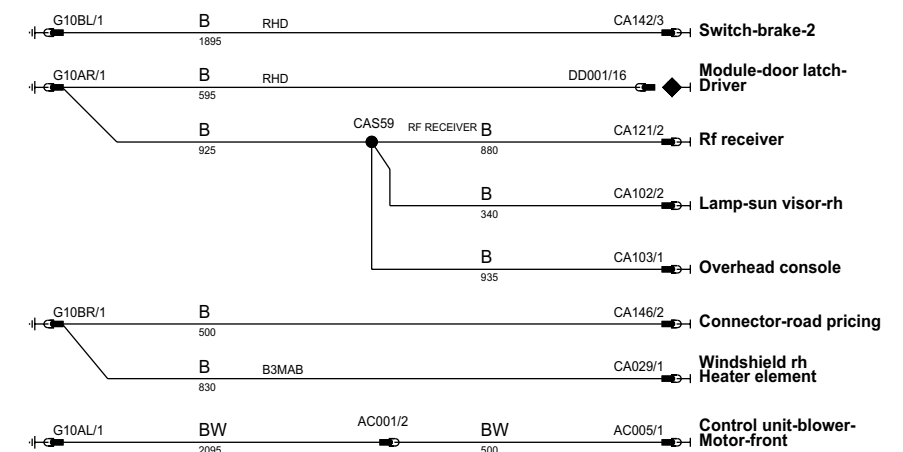 G10BL/1 B RHD CA142/3 Switch-brake-2
1895
G10AR/1 B RHD DD001/16 Module-door latch-
595 Driver
B CAS59 RF RECEIVER B CA121/2 Rf receiver
925 880
B CA102/2 Lamp-sun visor-rh
340
B CA103/1 Overhead console
935
G10BR/1 B CA146/2 Connector-road pricing
500
B B3MAB CA029/1 Windshield rh
830 Heater element
G10AL/1 BW AC001/2 BW AC005/1 Control unit-blower-
2095 500 Motor-front